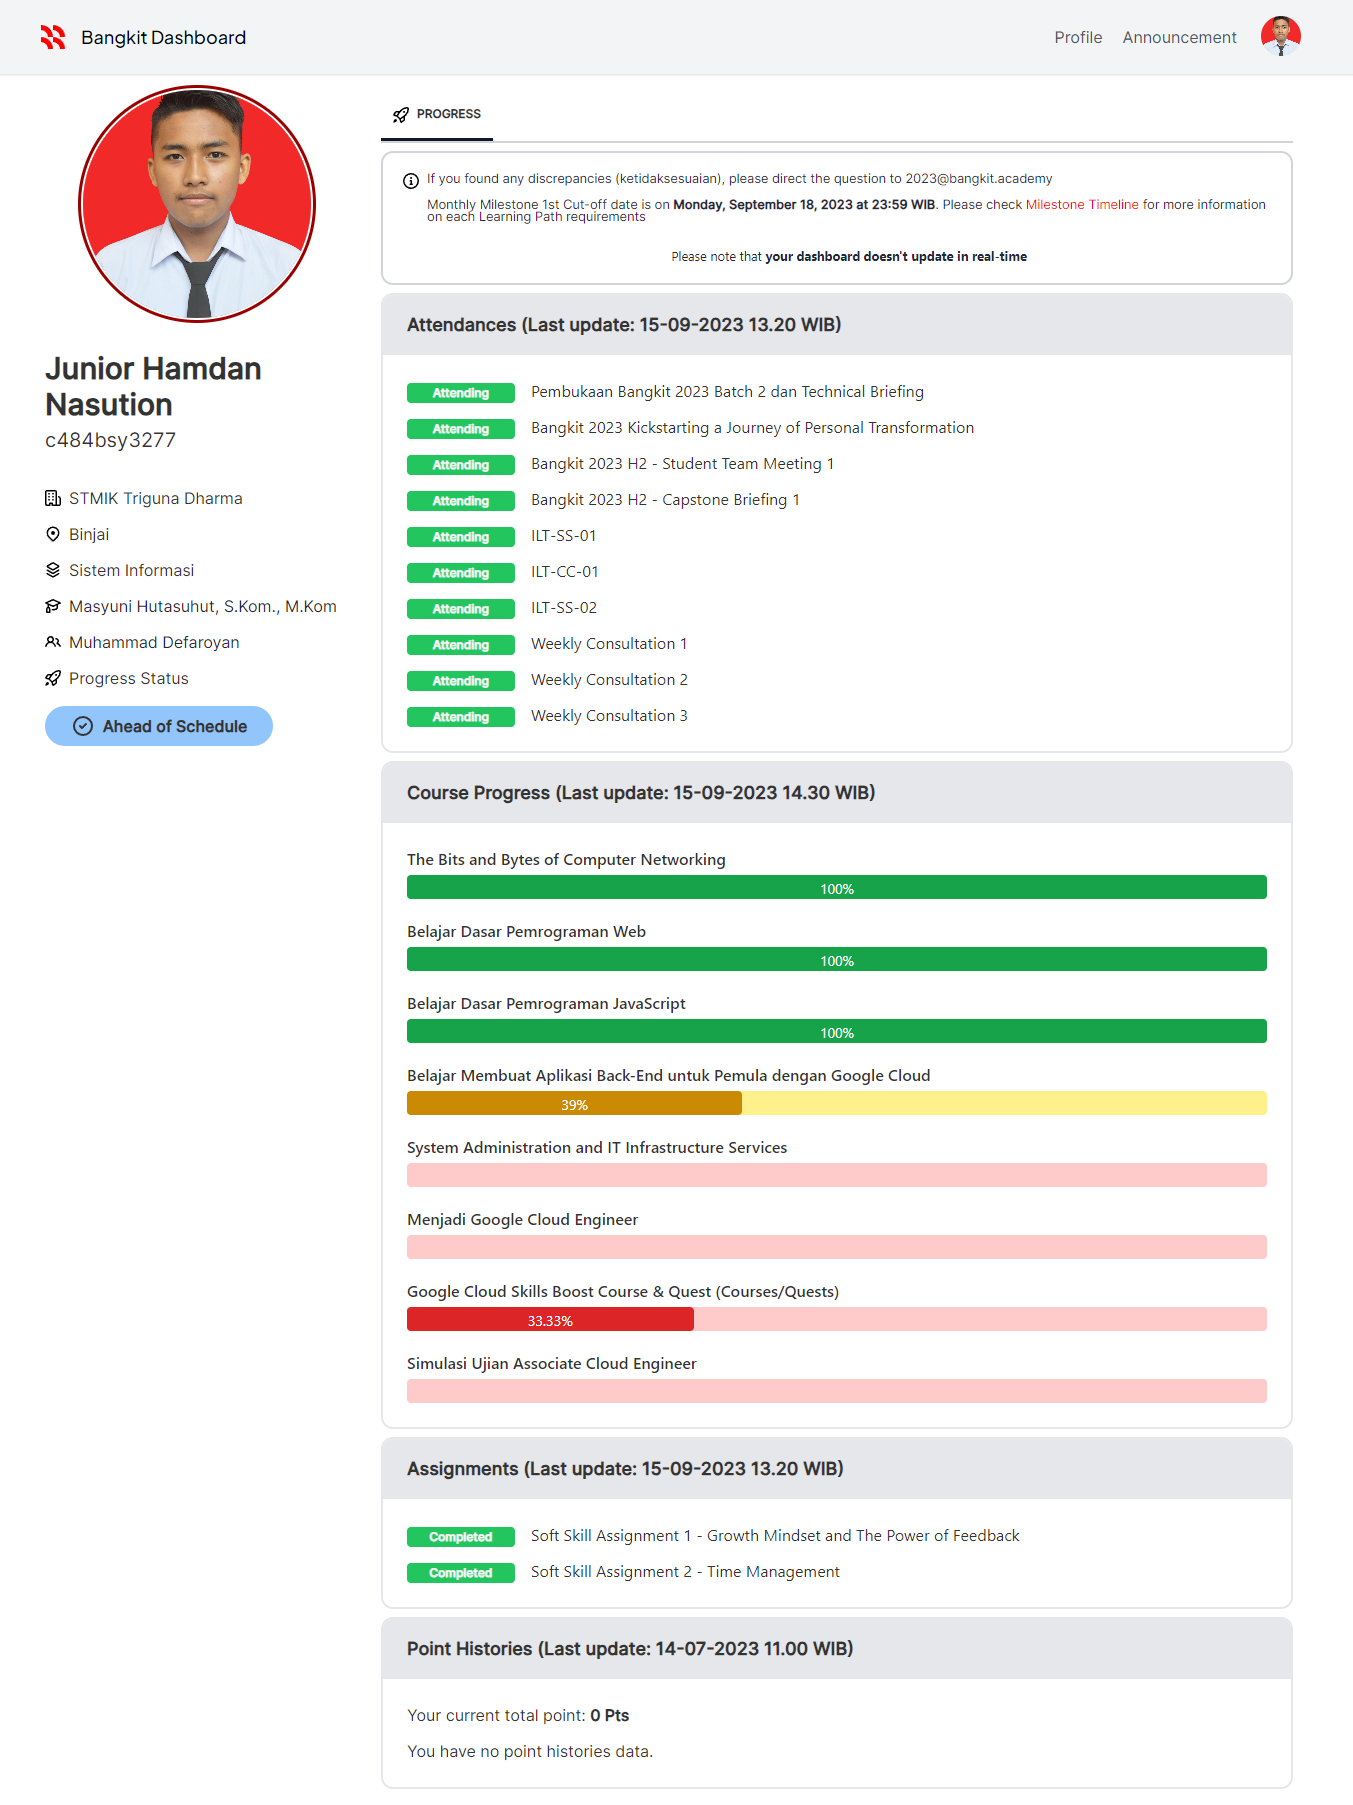 Bangkit Dashboard
Profile
Announcement
Junior Hamdan
Nasution
c484bsy3277
STMIK Triguna Dharma
Binjai
Sistem Informasi
Masyuni Hutasuhut, S.Kom., M.Kom
Muhammad Defaroyan
Progress Status
Ahead of Schedule
PROGRESS
If you found any discrepancies (ketidaksesuaian), please direct the question to 2023@bangkit.academy
Monthly Milestone 1st Cut-off date is on Monday, September 18, 2023 at 23:59 WIB. Please check Milestone Timeline for more information
on each Learning Path requirements
Please note that your dashboard doesn't update in real-time
Attendances (Last update: 15-09-2023 13.20 WIB)
Attending Pembukaan Bangkit 2023 Batch 2 dan Technical Briefing
Attending Bangkit 2023 Kickstarting a Journey of Personal Transformation
Attending Bangkit 2023 H2 - Student Team Meeting 1
Attending Bangkit 2023 H2 - Capstone Briefing 1
Attending ILT-SS-01
Attending ILT-CC-01
Attending ILT-SS-02
Attending Weekly Consultation 1
Attending Weekly Consultation 2
Attending Weekly Consultation 3
Course Progress (Last update: 15-09-2023 14.30 WIB)
The Bits and Bytes of Computer Networking
100%
Belajar Dasar Pemrograman Web
100%
Belajar Dasar Pemrograman JavaScript
100%
Belajar Membuat Aplikasi Back-End untuk Pemula dengan Google Cloud
39%
System Administration and IT Infrastructure Services
Menjadi Google Cloud Engineer
Google Cloud Skills Boost Course & Quest (Courses/Quests)
33.33%
Simulasi Ujian Associate Cloud Engineer
Assignments (Last update: 15-09-2023 13.20 WIB)
Completed Soft Skill Assignment 1 - Growth Mindset and The Power of Feedback
Completed Soft Skill Assignment 2 - Time Management
Point Histories (Last update: 14-07-2023 11.00 WIB)
Your current total point: 0 Pts
You have no point histories data.